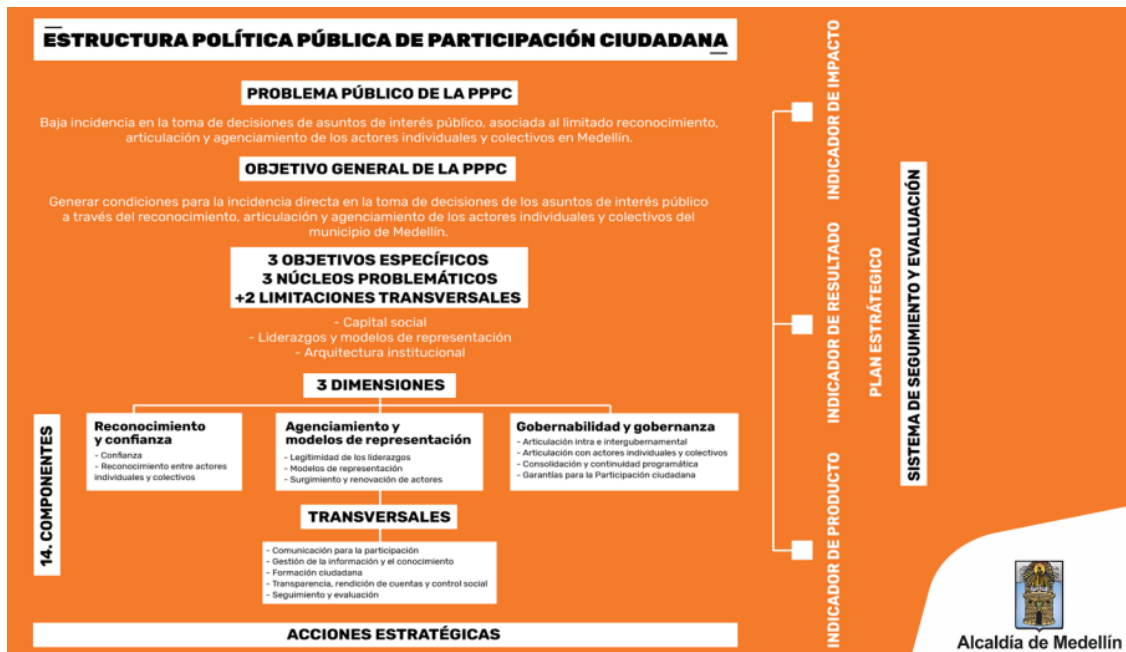 ESTRUCTURA POLÍTICA PÚBLICA DE PARTICIPACIÓN CIUDADANA
PROBLEMA PÚBLICO DE LA PPPC
Baja incidencia en la toma de decisiones de asuntos de interés público, asociada al limitado reconocimiento,
articulación y agenciamiento de los actores individuales y colectivos en Medellín.
OBJETIVO GENERAL DE LA PPPC
Generar condiciones para la incidencia directa en la toma de decisiones de los asuntos de interés público
a través del reconocimiento, articulación y agenciamiento de los actores individuales y colectivos del
municipio de Medellín.
3 OBJETIVOS ESPECÍFICOS
3 NÚCLEOS PROBLEMÁTICOS
+2 LIMITACIONES TRANSVERSALES
- Capital social
- Liderazgos y modelos de representación
- Arquitectura institucional
3 DIMENSIONES
14. COMPONENTES
Reconocimiento
y confianza
- Confianza
- Reconocimiento entre actores
individuales y colectivos
Agenciamiento y
modelos de representación
- Legitimidad de los liderazgos
- Modelos de representación
- Surgimiento y renovación de actores
Gobernabilidad y gobernanza
- Articulación intra e intergubernamental
- Articulación con actores individuales y colectivos
- Consolidación y continuidad programática
- Garantías para la Participación ciudadana
TRANSVERSALES
- Comunicación para la participación
- Gestión de la información y el conocimiento
- Formación ciudadana
- Transparencia, rendición de cuentas y control social
- Seguimiento y evaluación
ACCIONES ESTRATÉGICAS
INDICADOR DE IMPACTO
INDICADOR DE RESULTADO
INDICADOR DE PRODUCTO
PLAN ESTRÁTEGICO
SISTEMA DE SEGUIMIENTO Y EVALUACIÓN
Alcaldía de Medellín